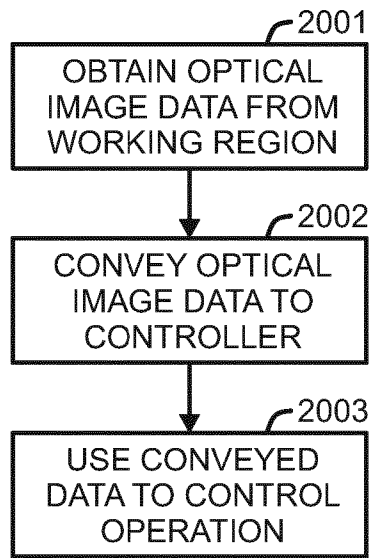 2001
OBTAIN OPTICAL
IMAGE DATA FROM
WORKING REGION
2002
CONVEY OPTICAL
IMAGE DATA TO
CONTROLLER
2003
USE CONVEYED
DATA TO CONTROL
OPERATION